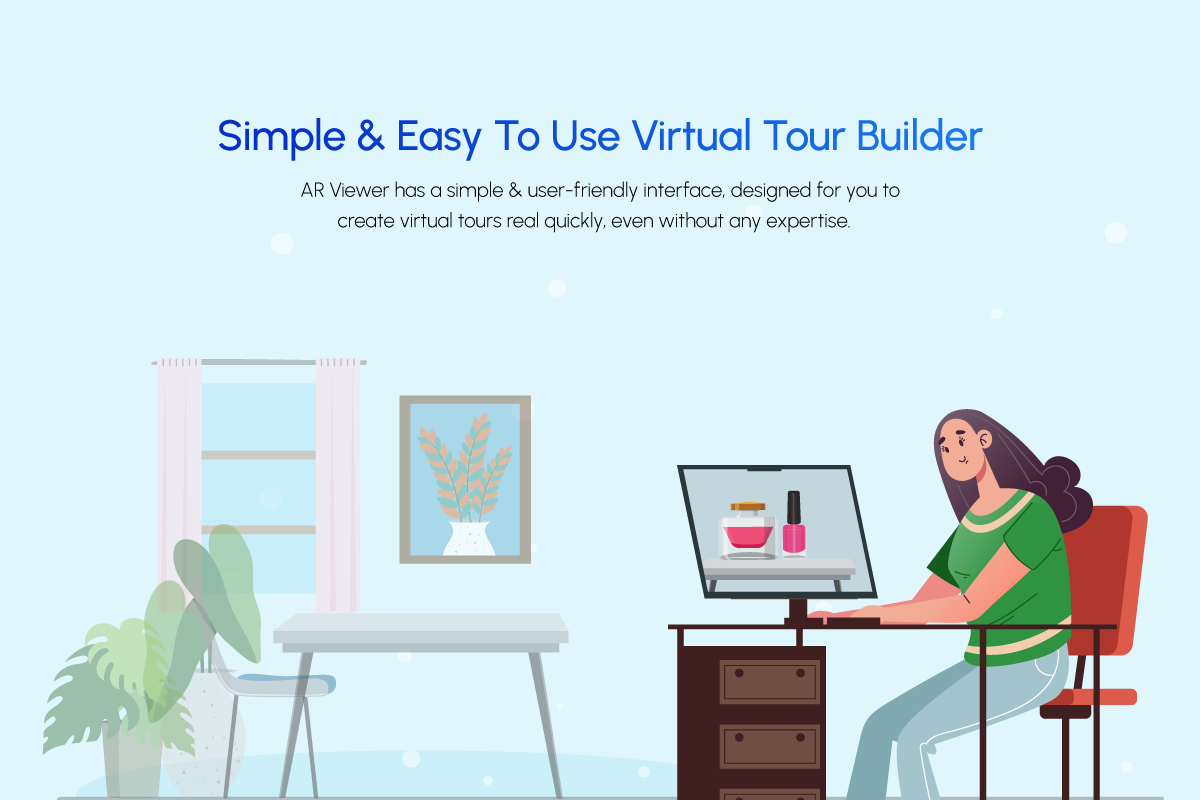 Simple & Easy To Use Virtual Tour Builder
AR Viewer has a simple & user-friendly interface, designed for you to
create virtual tours real quickly, even without any expertise.